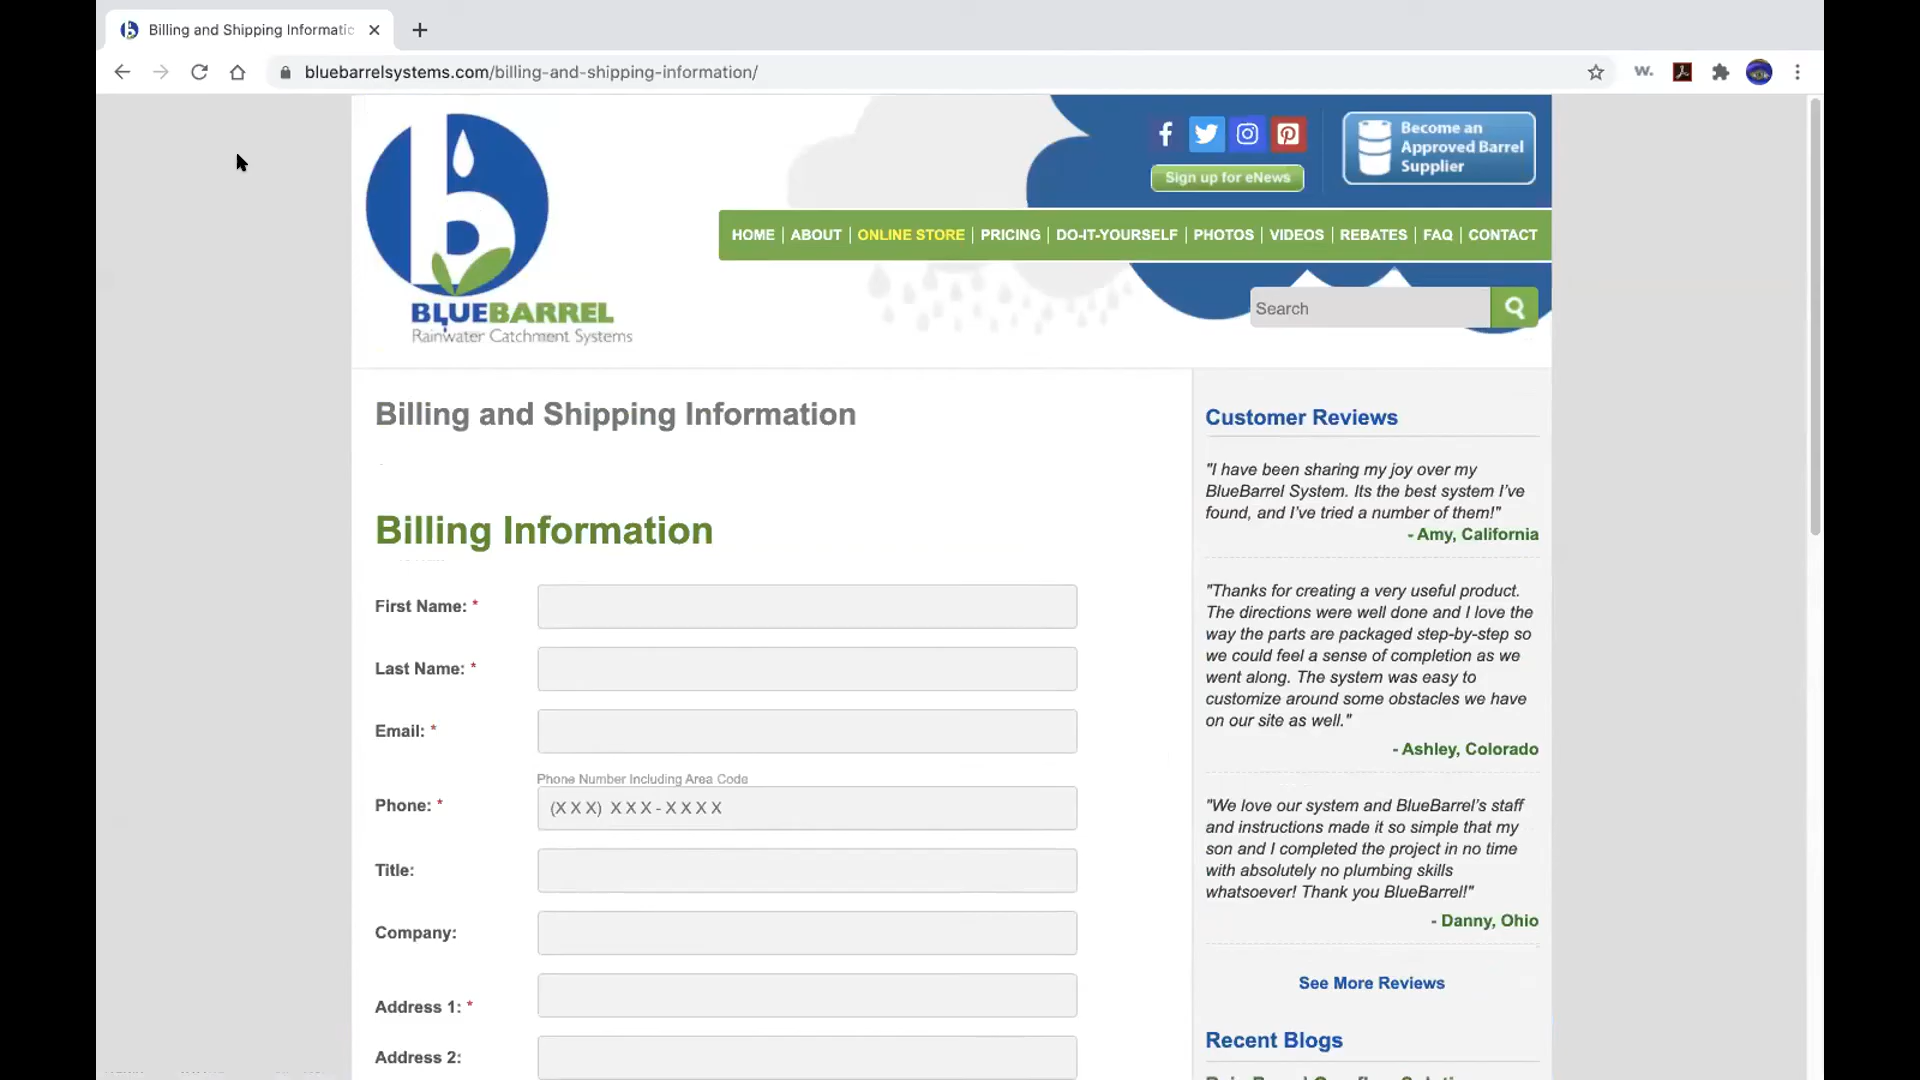 Billing and Shipping Informatic
bluebarrelsystems.com/billing-and-shipping-information/
w.
Become an
Approved Barrel
Supplier
Sign up for eNews
HOME | ABOUT | ONLINE STORE | PRICING | DO-IT-YOURSELF | PHOTOS | VIDEOS | REBATES | FAQ | CONTACT
Search
b
BLUEBARREL
Rainwater Catchment Systems
Billing and Shipping Information
Billing Information
First Name: *
Last Name: *
Email: *
Phone Number Including Area Code
Phone: *
(X X X) X X X - X X X X
Title:
Company:
Address 1: *
Address 2:
Customer Reviews
"I have been sharing my joy over my
BlueBarrel System. Its the best system I've
found, and I've tried a number of them!"
- Amy, California
"Thanks for creating a very useful product.
The directions were well done and I love the
way the parts are packaged step-by-step so
we could feel a sense of completion as we
went along. The system was easy to
customize around some obstacles we have
on our site as well."
- Ashley, Colorado
"We love our system and BlueBarrel's staff
and instructions made it so simple that my
son and I completed the project in no time
with absolutely no plumbing skills
whatsoever! Thank you BlueBarrel!"
- Danny, Ohio
See More Reviews
Recent Blogs